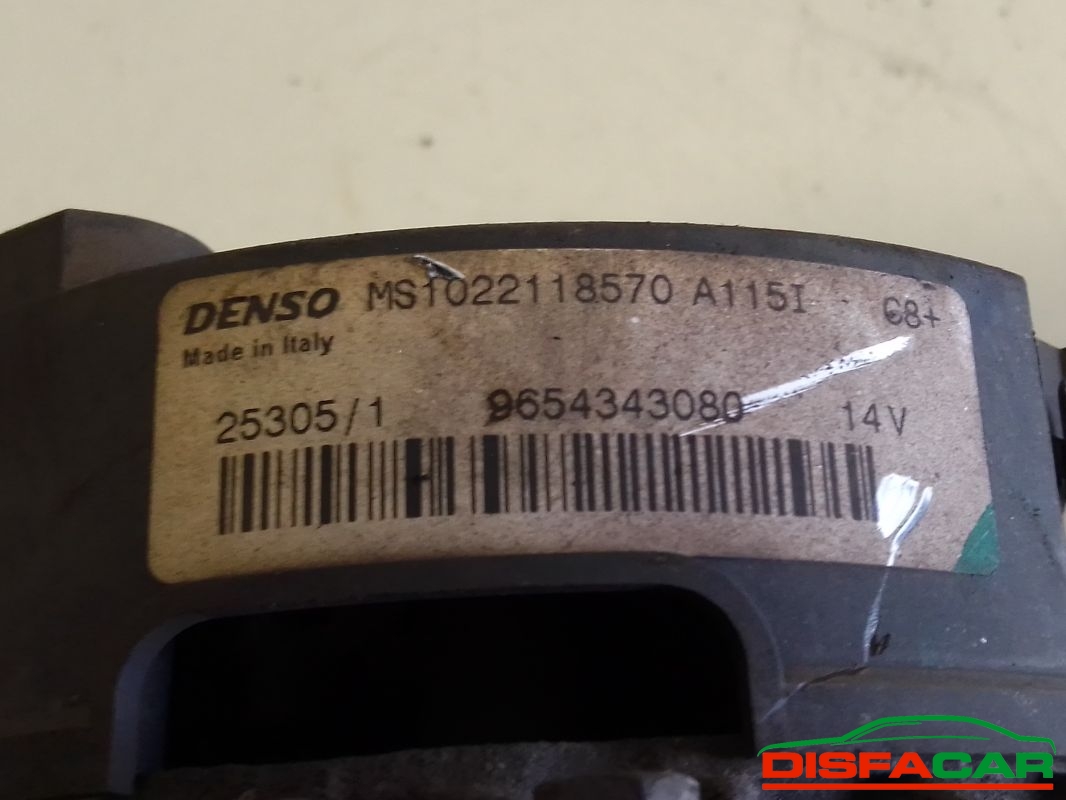 DENSO MS1022118570 A115I C8+
Made in Italy
25305/1 9654343080 14V
DISFACAR